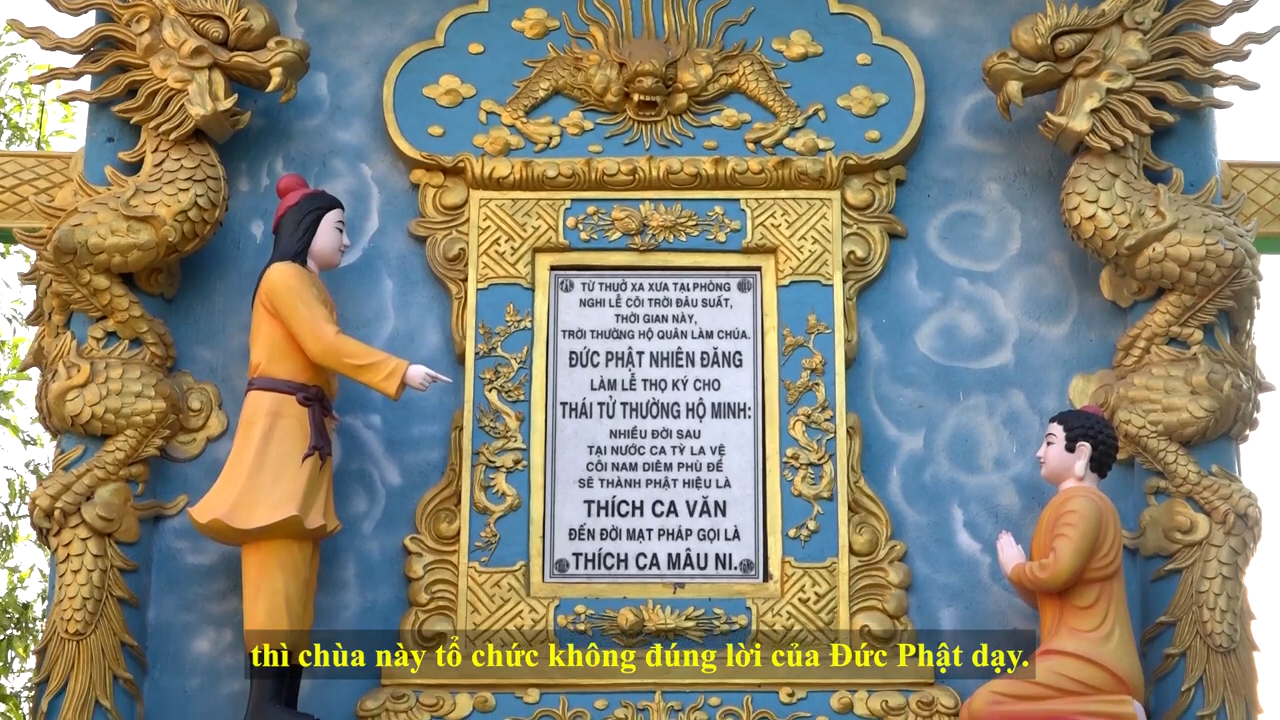 TỪ THUỞ XA XƯA TẠI PHÒNG
NGHI LỄ CÕI TRỜI ĐÂU SUẤT,
THỜI GIAN NÀY,
TRỜI THƯỜNG HỘ QUÂN LÀM CHÚA.
ĐỨC PHẬT NHIÊN ĐĂNG
LÀM LỄ THỌ KÝ CHO
THÁI TỬ THƯỜNG HỘ MINH:
NHIỀU ĐỜI SAU
TẠI NƯỚC CA TỲ LA VỆ
CÕI NAM DIÊM PHÙ ĐỀ
SẼ THÀNH PHẬT HIỆU LÀ
THÍCH CA VĂN
ĐẾN ĐỜI MẠT PHÁP GỌI LÀ
THÍCH CA MÂU NI.
thì chùa này tổ chức không đúng lời của Đức Phật dạy.